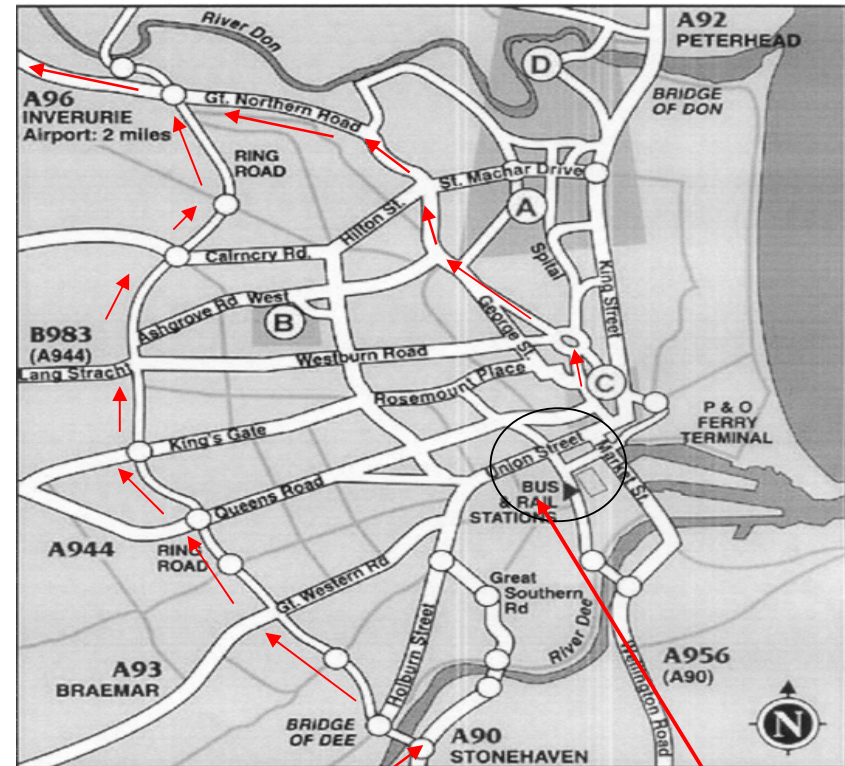 River Don
A92
PETERHEAD
D
BRIDGE
OF DON
A96
INVERURIE
Airport: 2 miles
Gt. Northern Road
RING
ROAD
St. Machar Drive
A
Hilton St.
Cairncry Rd
Spital
King Street
Ashgrove Rd West
B
George St.
B983
(A944)
Lang Stracht
Westburn Road
Rosemount Place
C
P & O
FERRY
TERMINAL
King's Gate
Union Street
Market St
BUS
& RAIL
STATIONS
Queens Road
A944
RING
ROAD
Gt. Western Rd
Great
Southern
Rd
River Dee
Holburn Street
A93
BRAEMAR
A956
(A90)
Wellington Road
BRIDGE
OF DEE
A90
STONEHAVEN
N